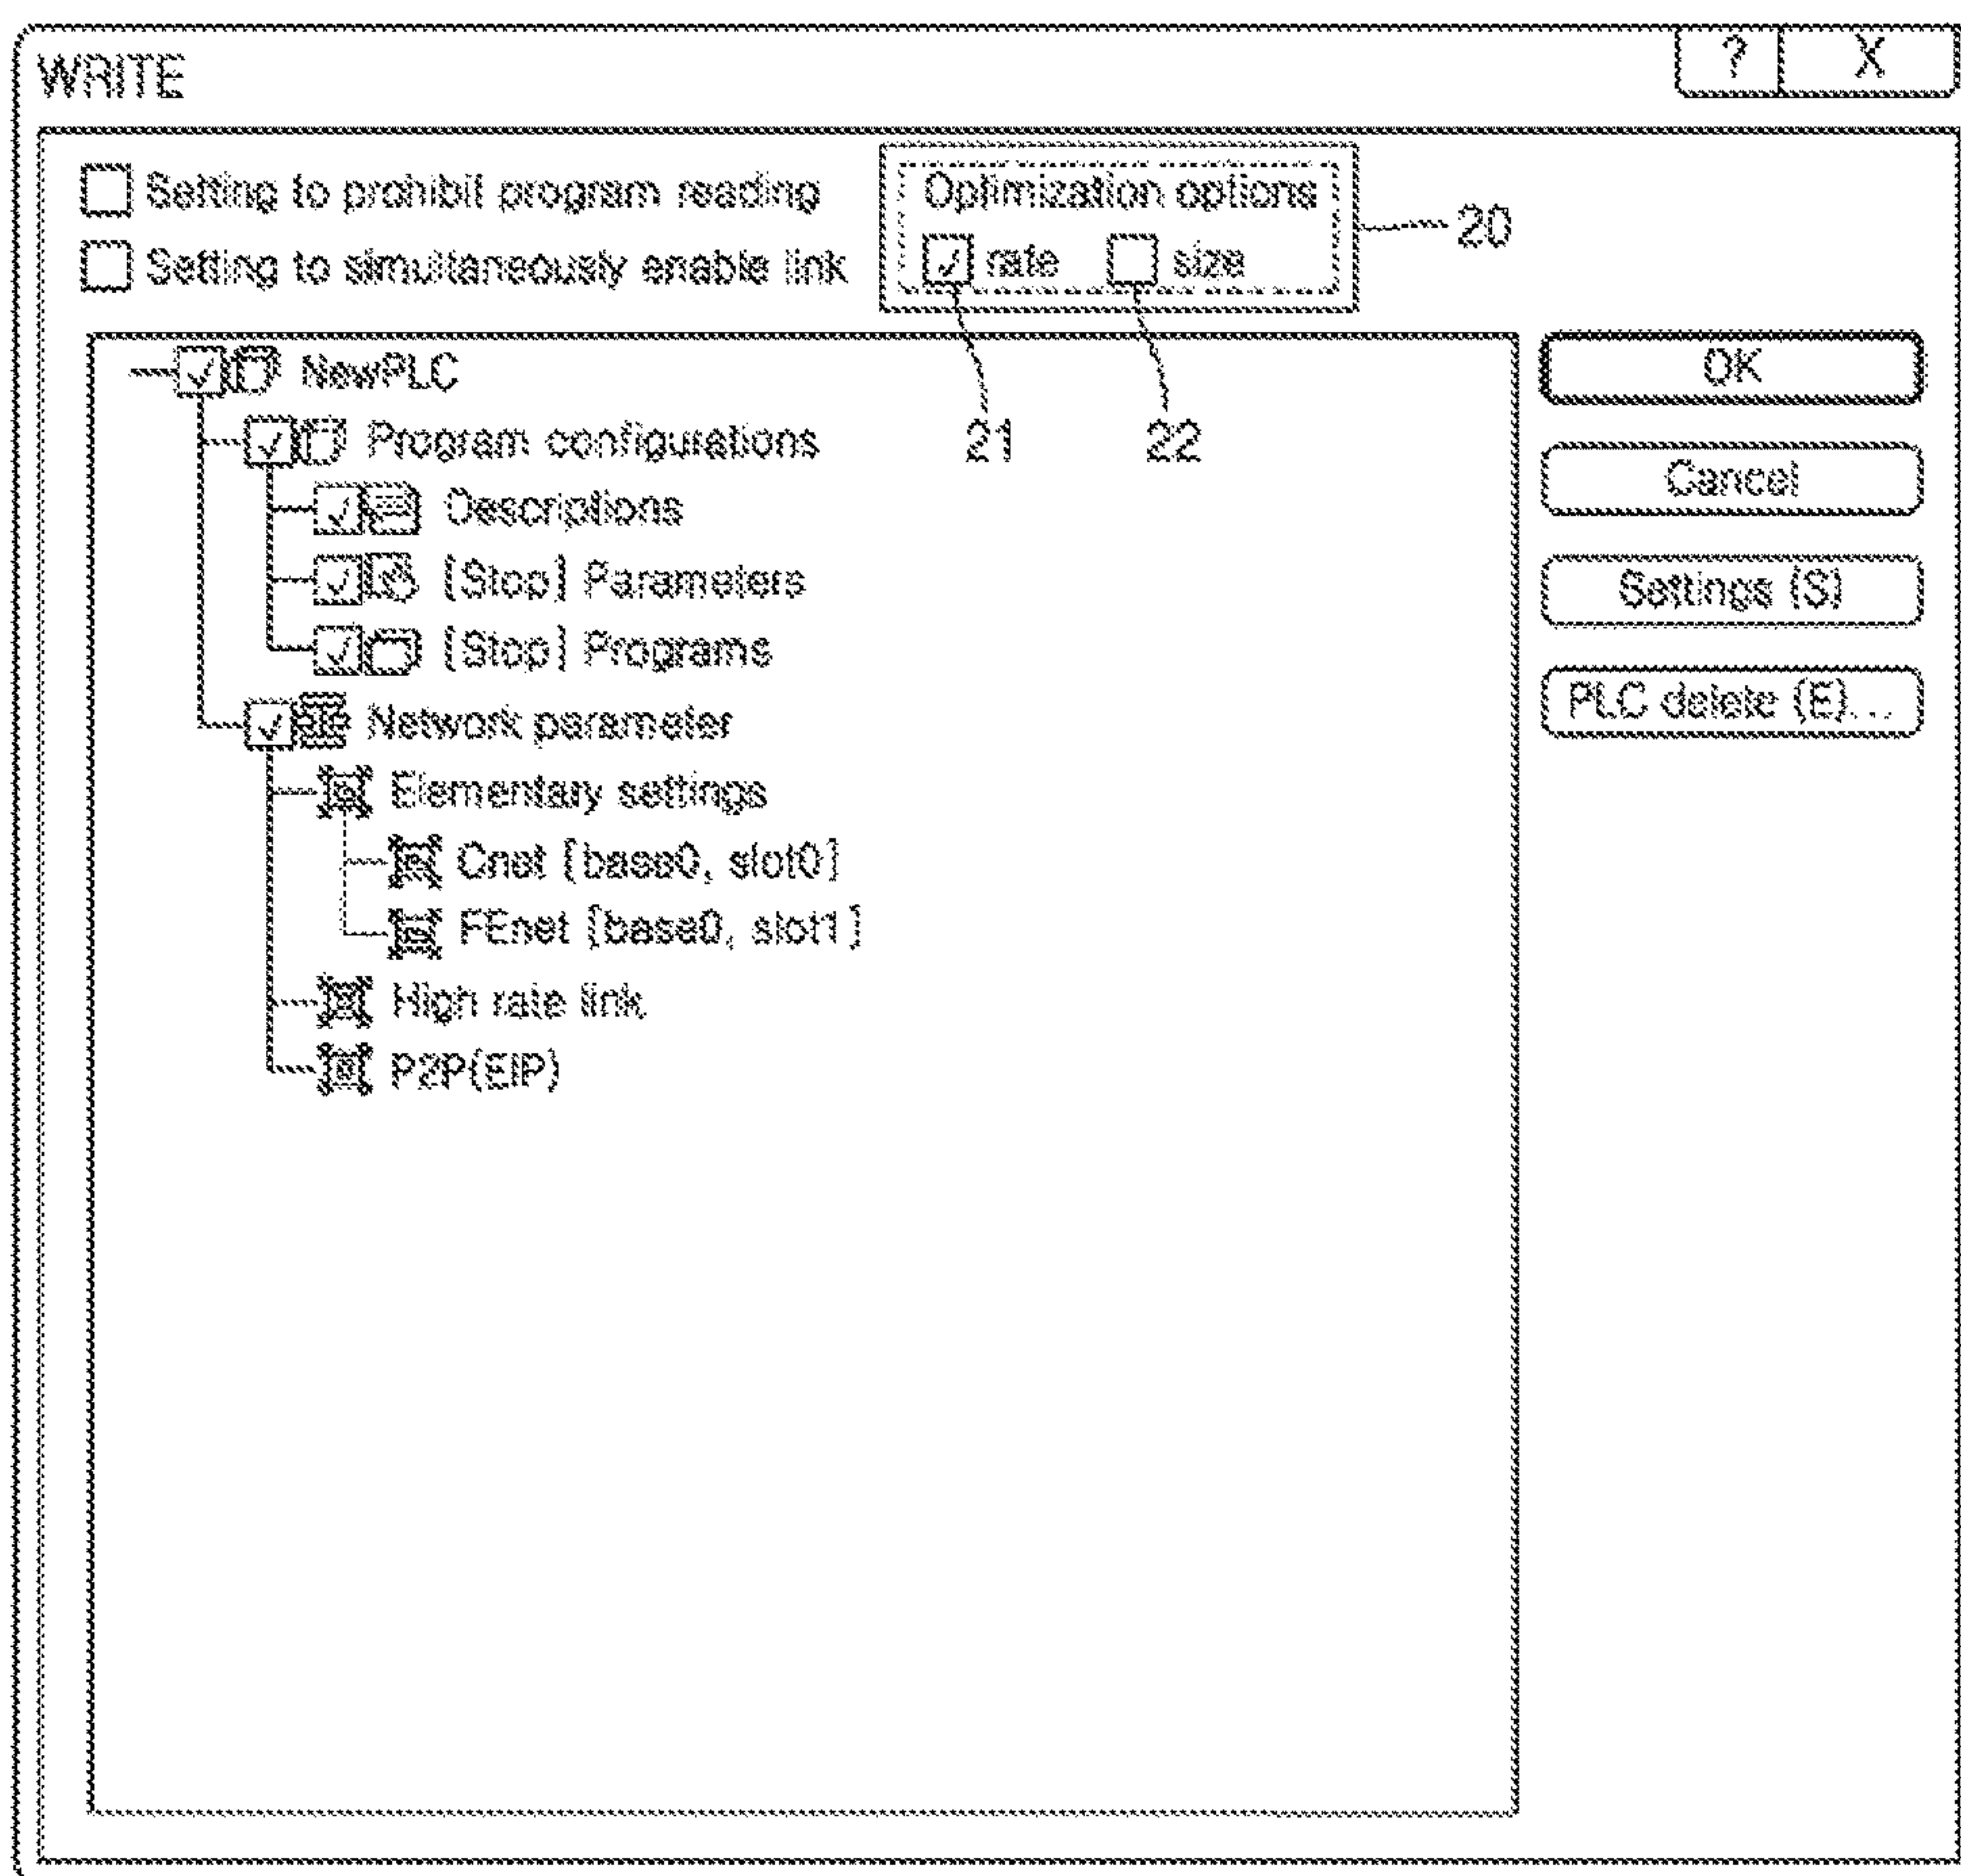 WRITE ? X
Setting to prohibit program reading
Setting to simultaneously enable link
Optimization options
rate size
20
21 22
NewPLC
Program configurations
Descriptions
[Stop] Parameters
[Stop] Programs
Network parameter
Elementary settings
Cnet [base0, slot0]
FEnet [base0, slot1]
High rate link
P2P(EIP)
OK
Cancel
Settings (S)
PLC delete (E)...